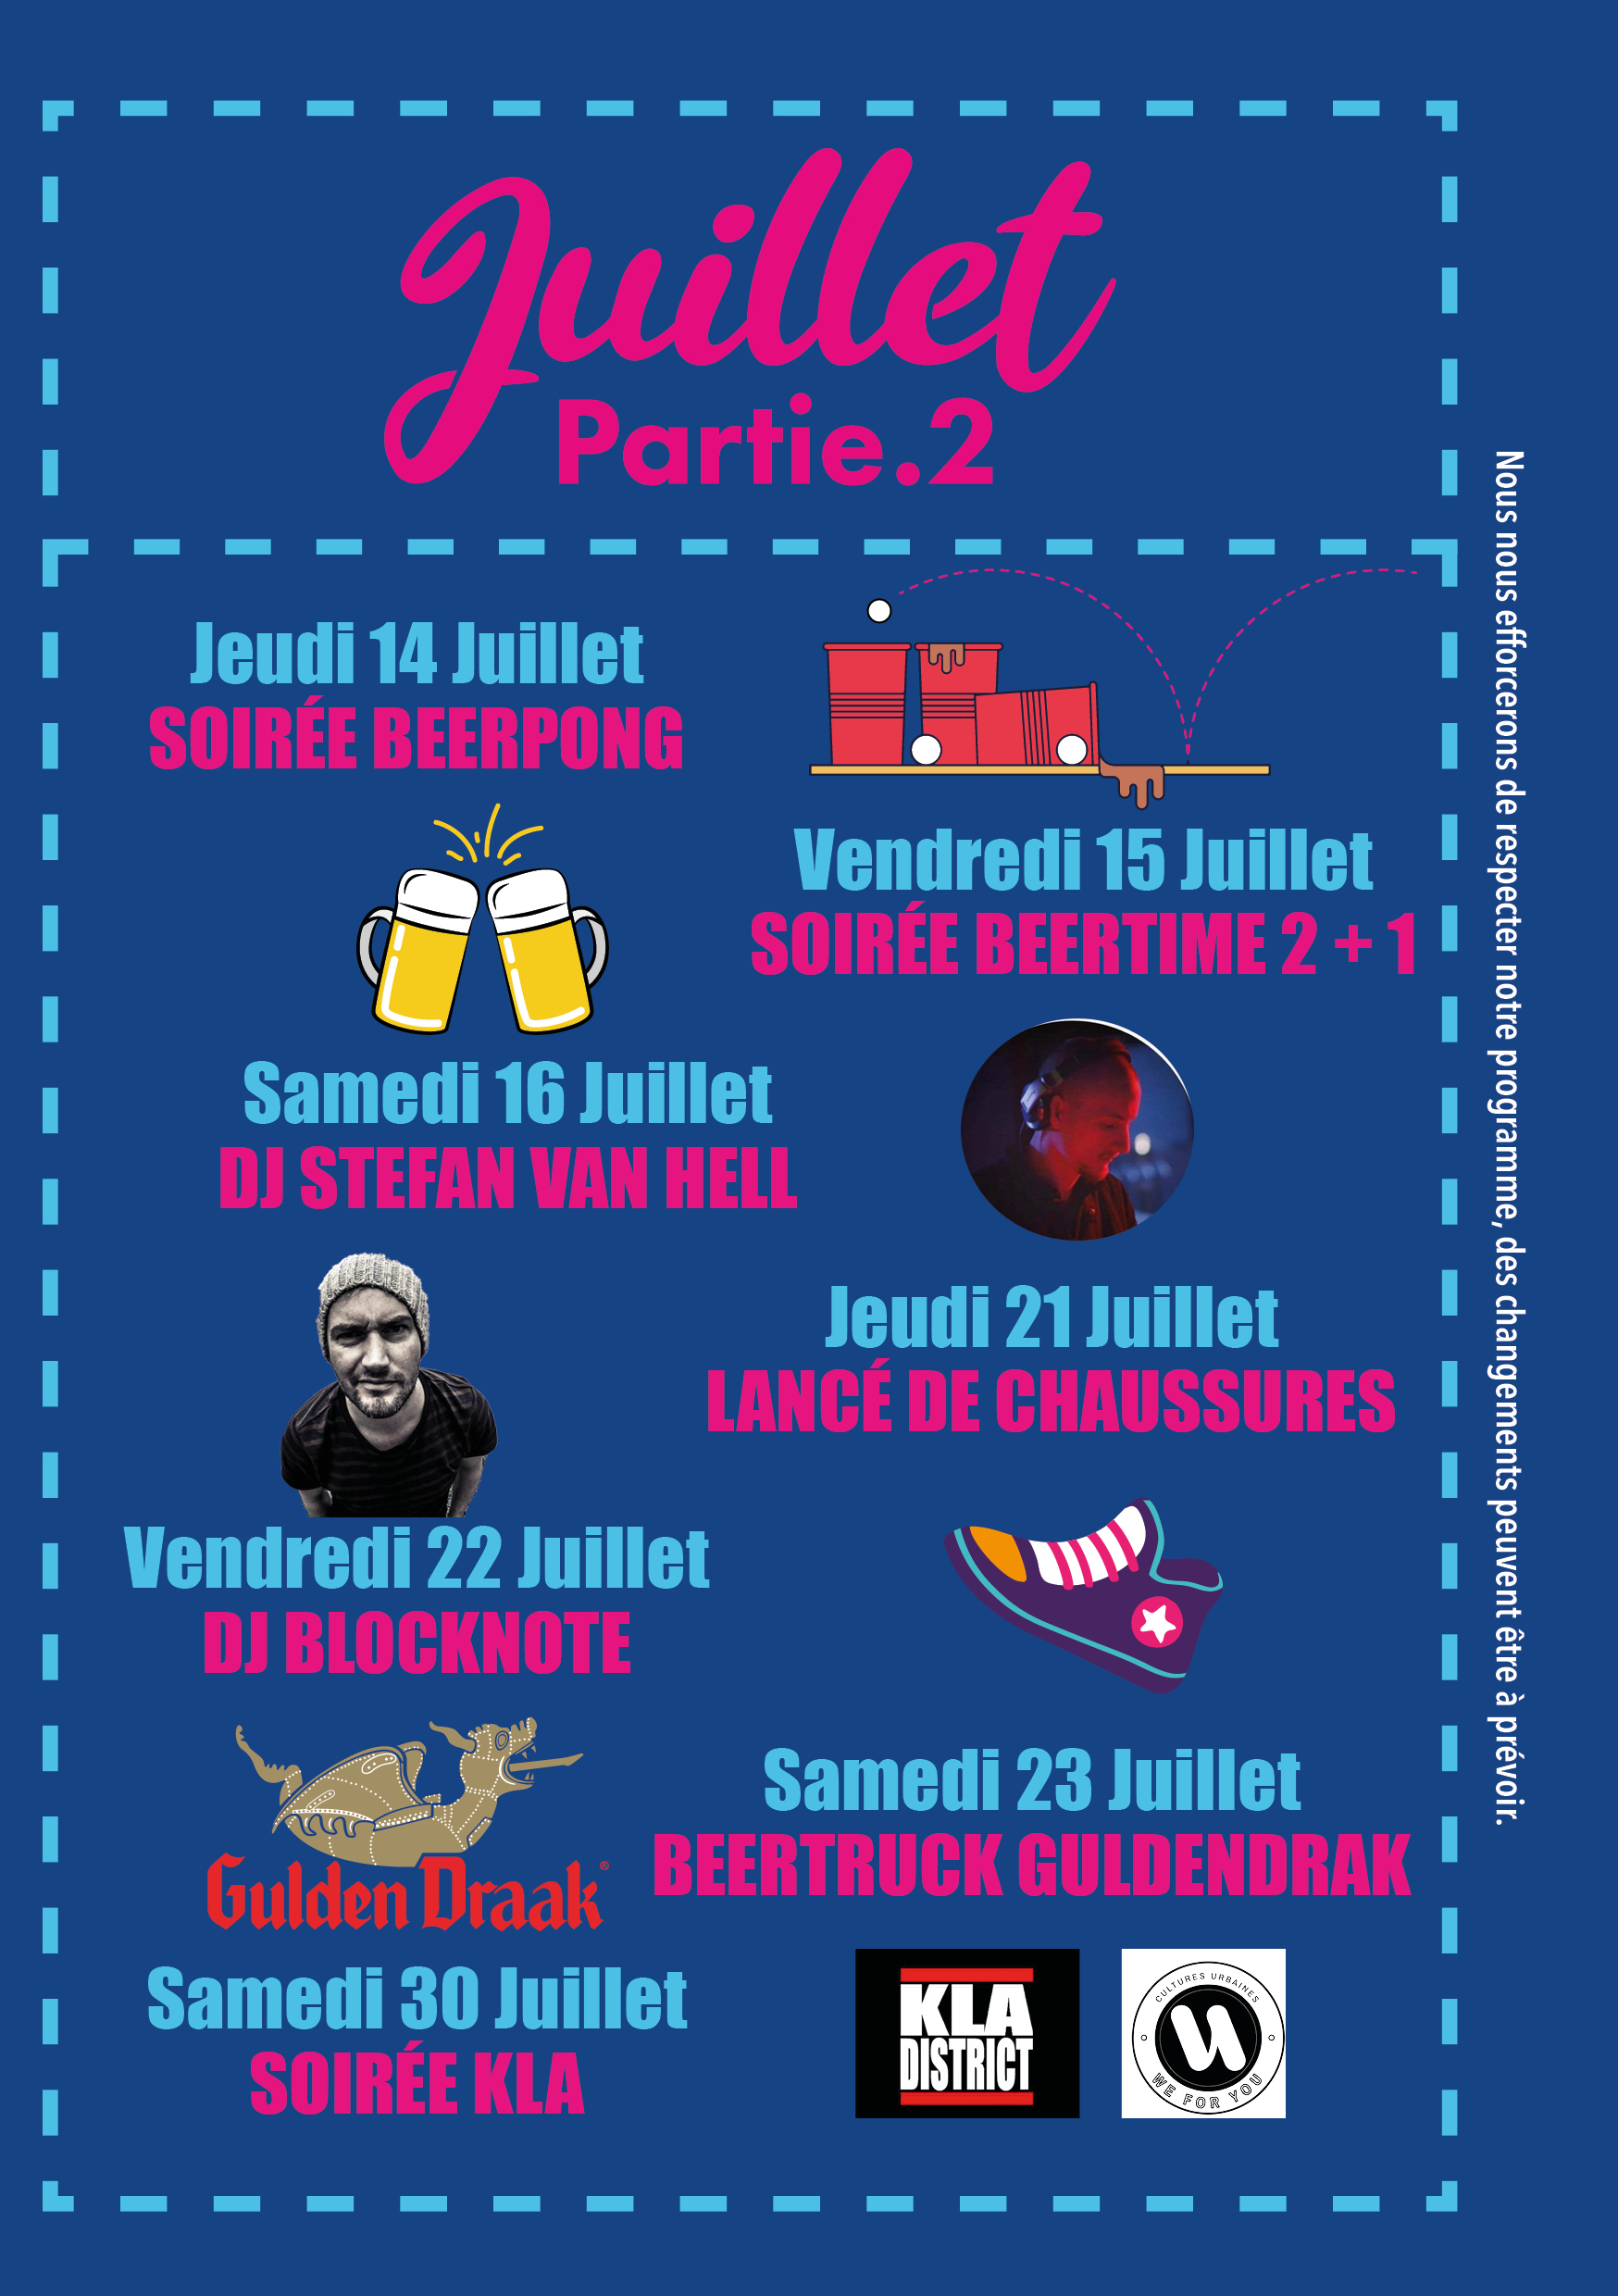 Juillet
Partie.2
Jeudi 14 Juillet
SOIRÉE BEERPONG
Vendredi 15 Juillet
SOIRÉE BEERTIME 2 + 1
Samedi 16 Juillet
DJ STEFAN VAN HELL
Jeudi 21 Juillet
LANCÉ DE CHAUSSURES
Vendredi 22 Juillet
DJ BLOCKNOTE
Gulden Draak®
Samedi 23 Juillet
BEERTRUCK GULDENDRAK
Samedi 30 Juillet
SOIRÉE KLA
KLA
DISTRICT
CULTURES URBAINES
U
WE FOR YOU
Nous nous efforcerons de respecter notre programme, des changements peuvent être à prévoir.